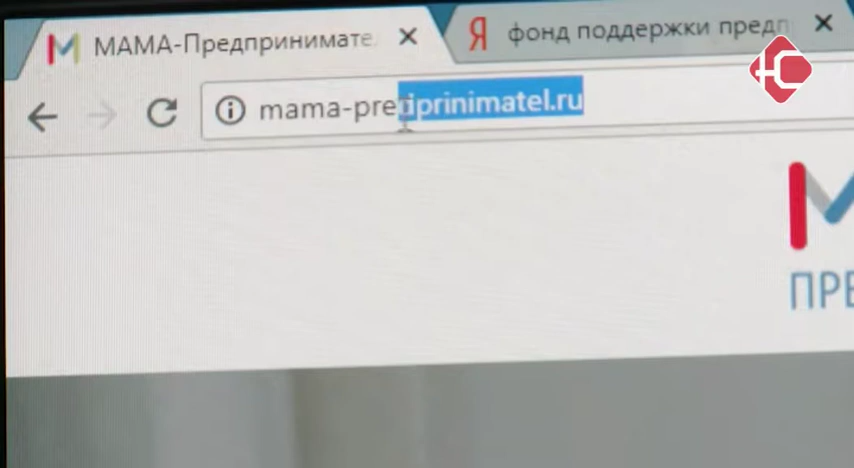 МАМА-Предпринимате
Я фонд поддержки предп
mama-predprinimatel.ru
М
ПРЕ